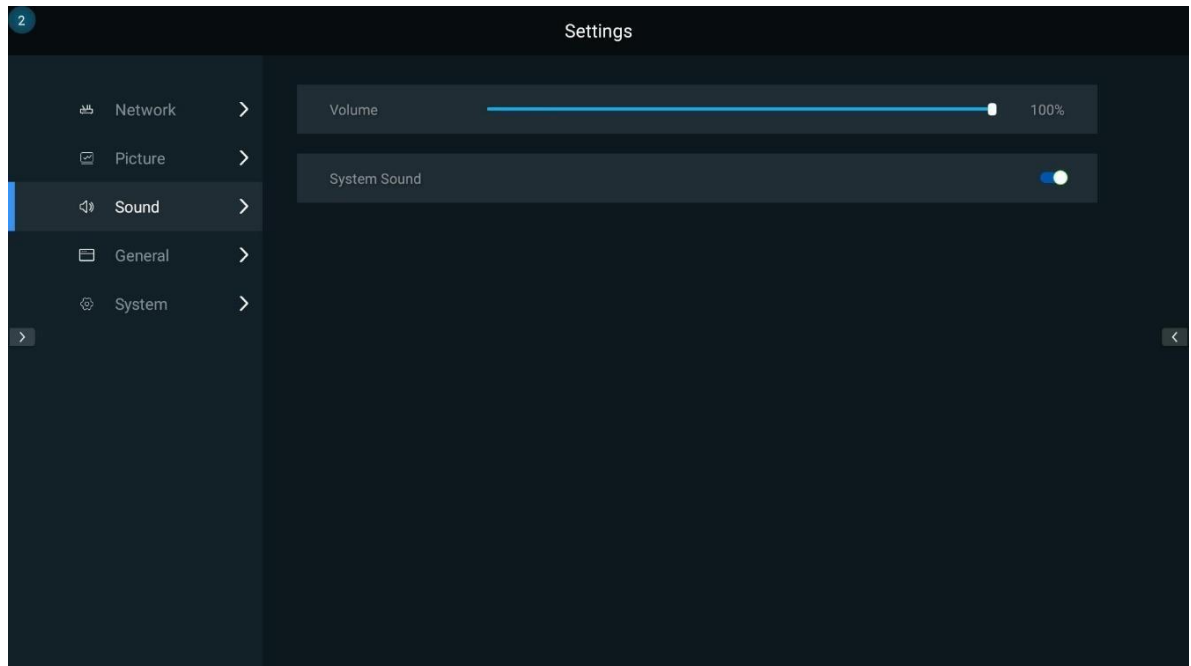 2
Settings
Network
Picture
Sound
General
System
Volume 100%
System Sound